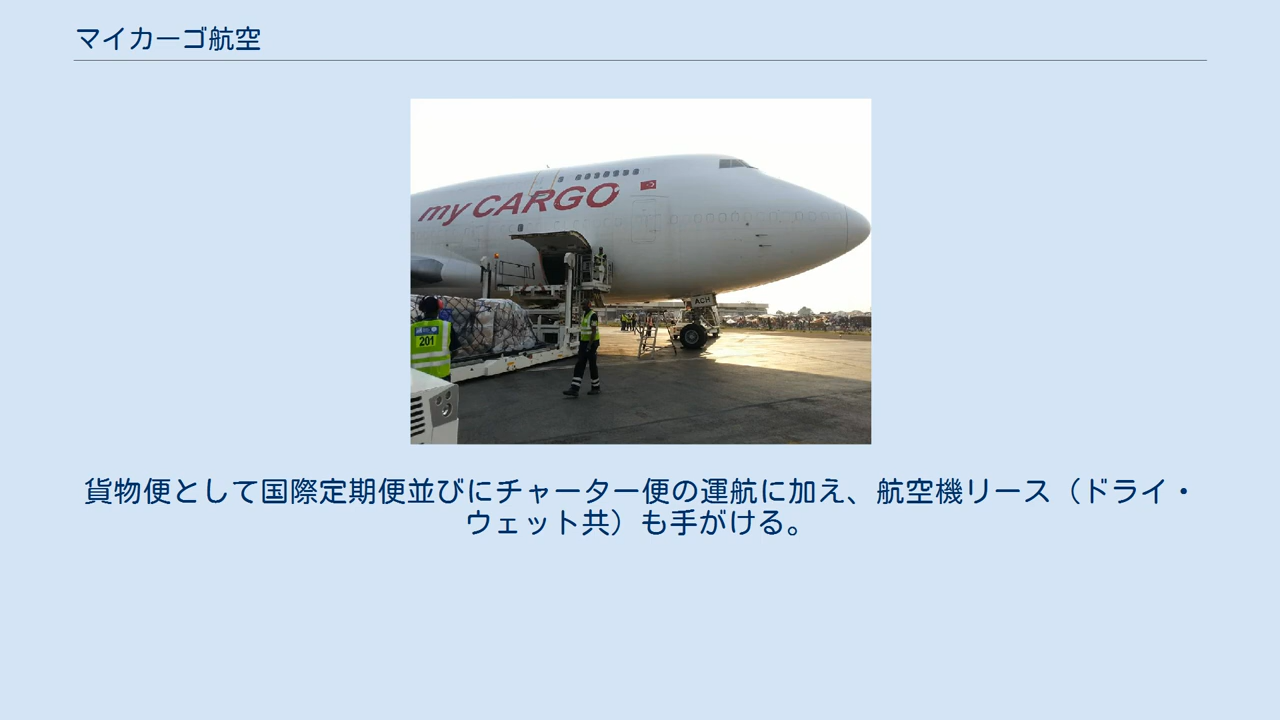 マイカーゴ航空
my CARGO
ACH
201
貨物便として国際定期便並びにチャーター便の運航に加え、航空機リース（ドライ・
ウェット共）も手がける。